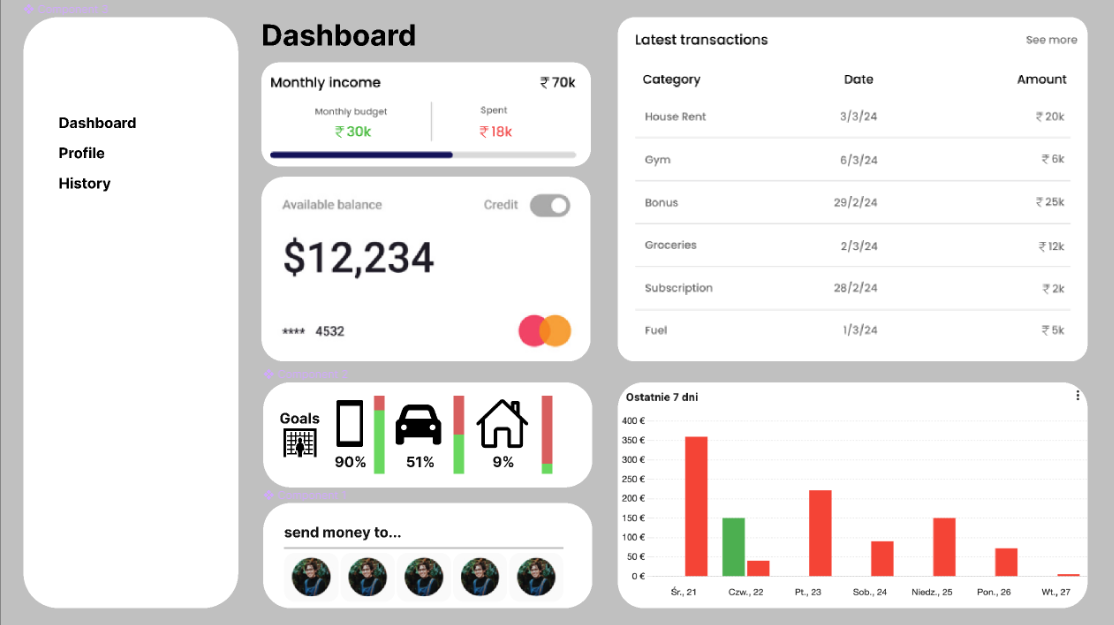 Dashboard
Profile
History
Dashboard
Monthly income
₹ 70k
Monthly budget
₹ 30k
Spent
₹ 18k
Available balance
Credit
$12,234
**** 4532
Goals
90%
51%
9%
send money to...
Latest transactions
See more
Category Date Amount
House Rent 3/3/24 ₹ 20k
Gym 6/3/24 ₹ 6k
Bonus 29/2/24 ₹ 25k
Groceries 2/3/24 ₹ 12k
Subscription 28/2/24 ₹ 2k
Fuel 1/3/24 ₹ 5k
Ostatnie 7 dni
400 €
350 €
300 €
250 €
200 €
150 €
100 €
50 €
0 €
Śr., 21 Czw., 22 Pt., 23 Sob., 24 Niedz., 25 Pon., 26 Wt., 27